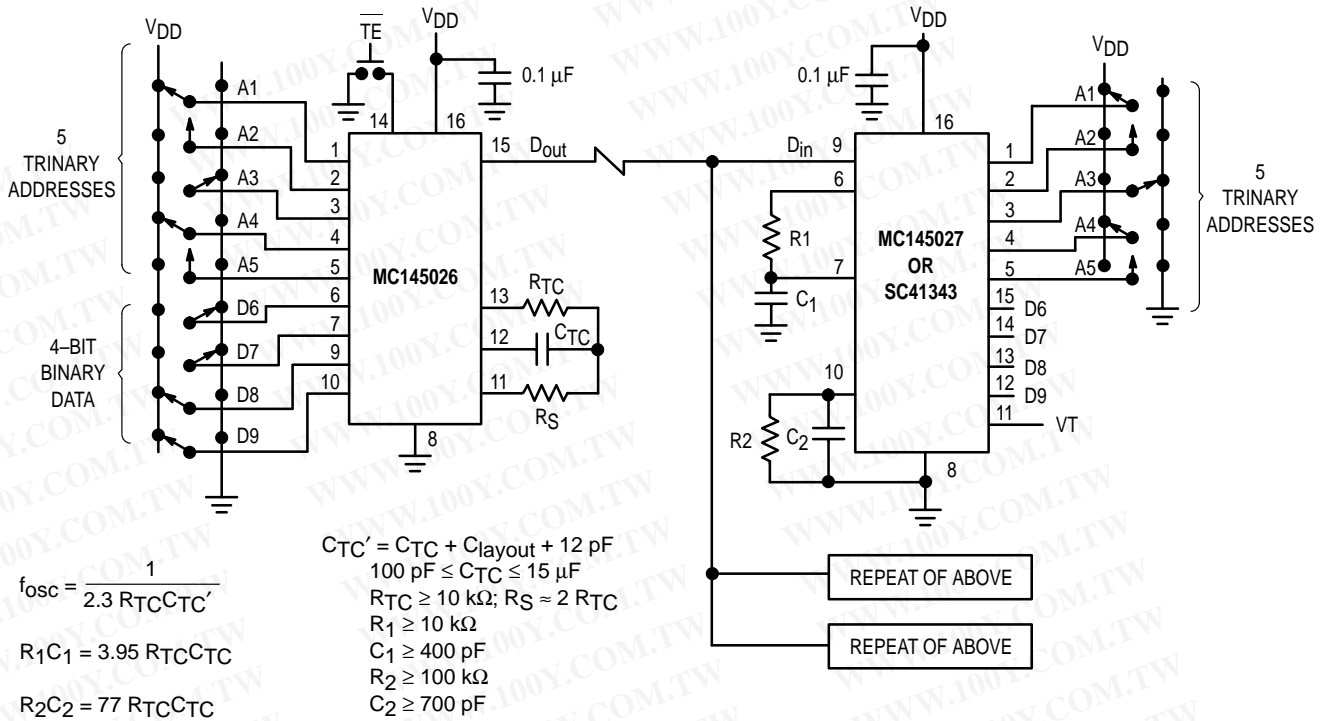 VDD
TE
VDD
0.1 μF
A1
A2
A3
A4
A5
D6
D7
D8
D9
5
TRINARY
ADDRESSES
4–BIT
BINARY
DATA
14
16
1
2
3
4
5
6
7
9
10
MC145026
15
Dout
13
RTC
12
CTC
11
RS
8
VDD
0.1 μF
16
Din
9
6
R1
7
C1
10
R2
C2
MC145027
OR
SC41343
1
2
3
4
5
15
D6
14
D7
13
D8
12
D9
11
VT
8
VDD
A1
A2
A3
A4
A5
5
TRINARY
ADDRESSES
REPEAT OF ABOVE
REPEAT OF ABOVE
fosc = 1 / 2.3 RTCCTC′
R1C1 = 3.95 RTCCTC
R2C2 = 77 RTCCTC
CTC′ = CTC + Clayout + 12 pF
100 pF ≤ CTC ≤ 15 μF
RTC ≥ 10 kΩ; RS ≈ 2 RTC
R1 ≥ 10 kΩ
C1 ≥ 400 pF
R2 ≥ 100 kΩ
C2 ≥ 700 pF
WWW.100Y.COM.TW